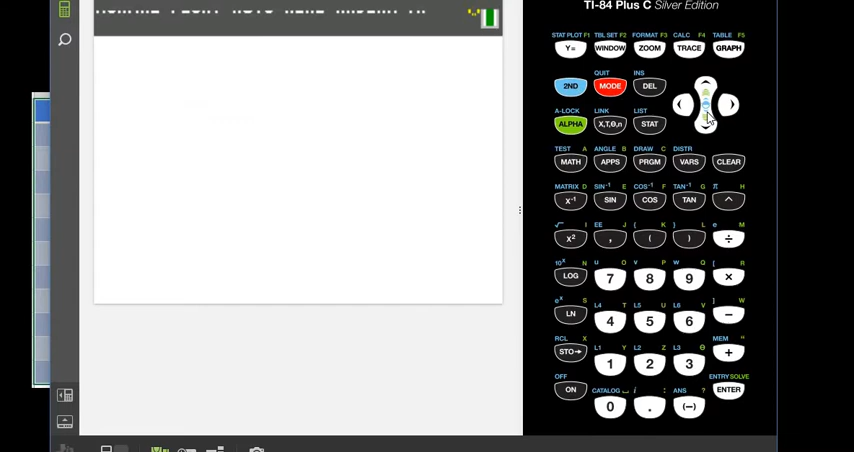 TI-84 Plus C Silver Edition
STAT PLOT F1 TBL SET F2 FORMAT F3 CALC F4 TABLE F5
Y= WINDOW ZOOM TRACE GRAPH
QUIT INS
2ND MODE DEL
A-LOCK LINK LIST
ALPHA X,T,Θ,n STAT
TEST A ANGLE B DRAW C DISTR
MATH APPS PRGM VARS CLEAR
MATRIX D SIN-1 E COS-1 F TAN-1 G π H
X-1 SIN COS TAN ^
√ I EE J { K } L e M
X2 , ( ) ÷
10x N u O v P w Q [ R
LOG 7 8 9 ×
ex S L4 T L5 U L6 V ] W
LN 4 5 6 −
RCL X L1 Y L2 Z L3 Θ MEM "
STO→ 1 2 3 +
OFF CATALOG i : ANS ? ENTRY SOLVE
ON 0 . (−) ENTER